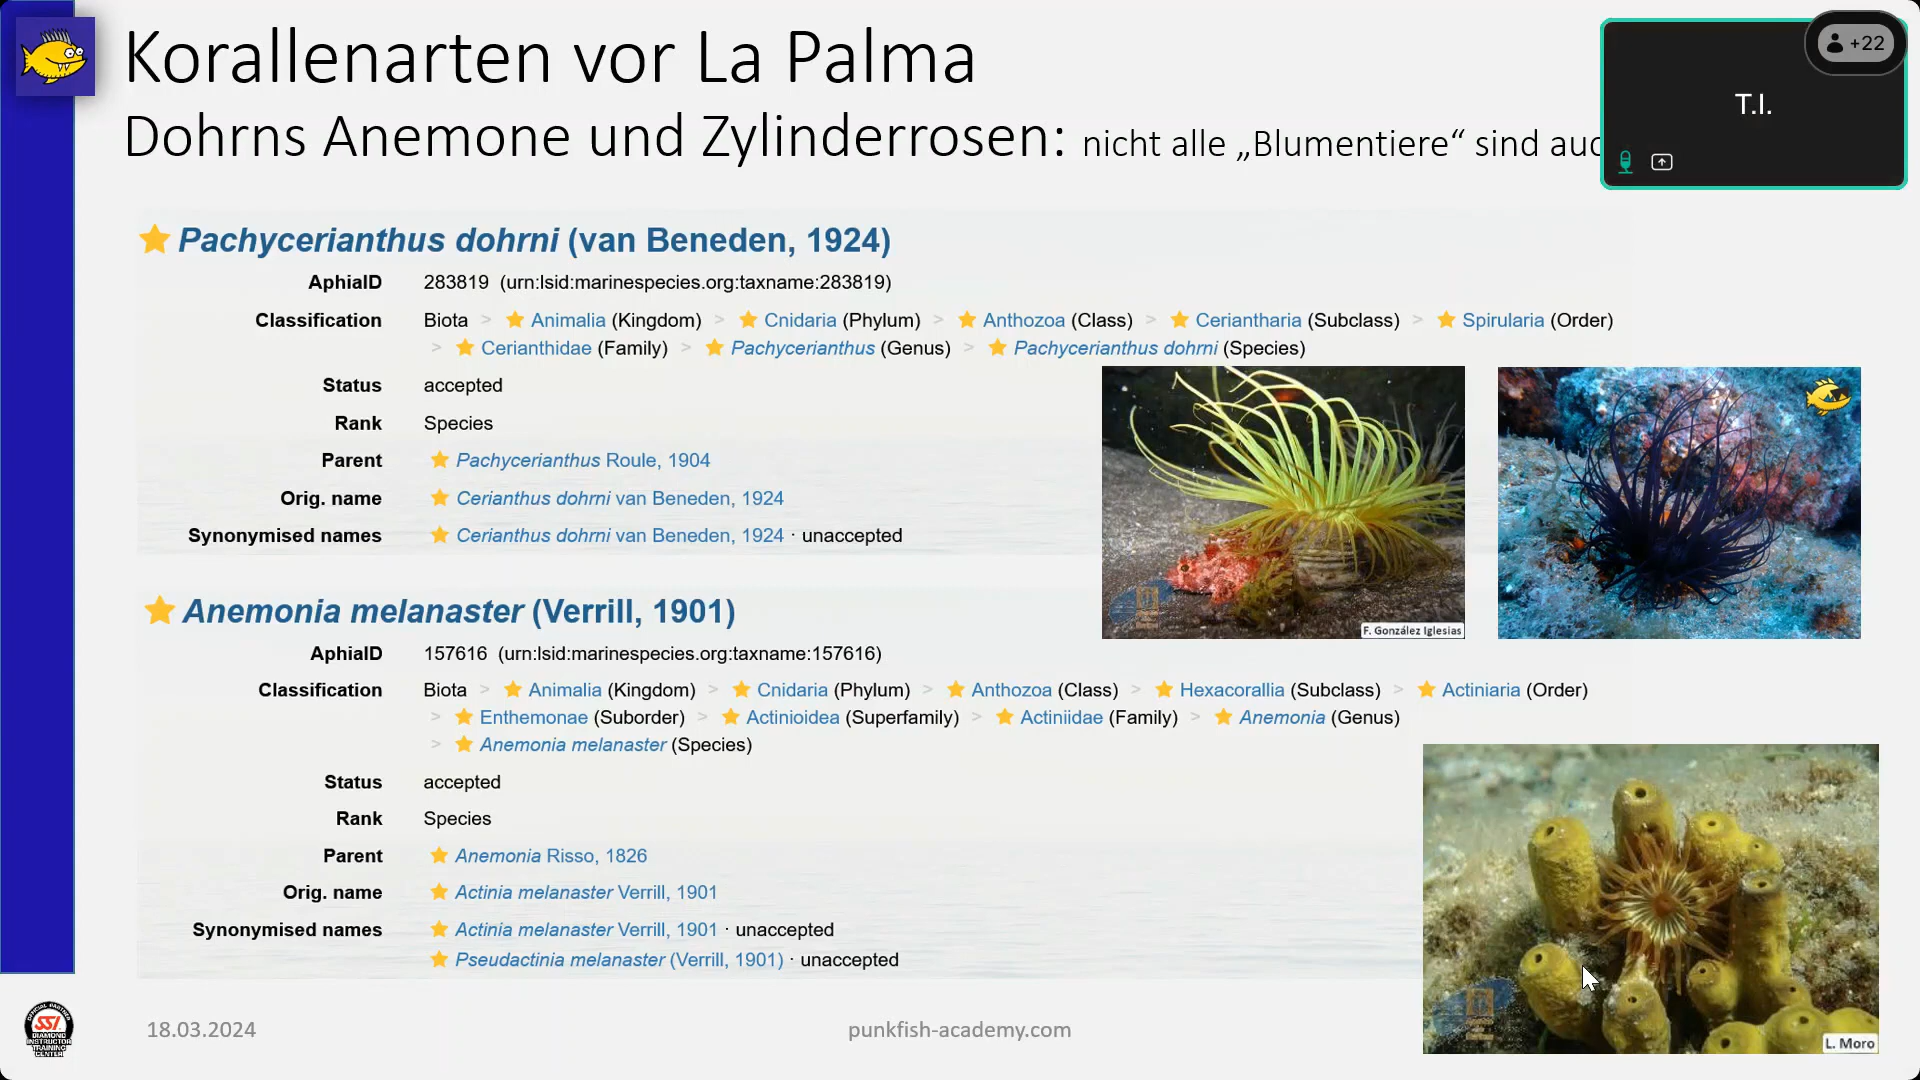 Korallenarten vor La Palma
Dohrns Anemone und Zylinderrosen: nicht alle „Blumentiere“ sind
+22
T.I.
Pachycerianthus dohrni (van Beneden, 1924)
AphiaID 283819 (urn:lsid:marinespecies.org:taxname:283819)
Classification Biota > Animalia (Kingdom) > Cnidaria (Phylum) > Anthozoa (Class) > Ceriantharia (Subclass) > Spirularia (Order)
> Cerianthidae (Family) > Pachycerianthus (Genus) > Pachycerianthus dohrni (Species)
Status accepted
Rank Species
Parent Pachycerianthus Roule, 1904
Orig. name Cerianthus dohrni van Beneden, 1924
Synonymised names Cerianthus dohrni van Beneden, 1924 · unaccepted
F. González Iglesias
Anemonia melanaster (Verrill, 1901)
AphiaID 157616 (urn:lsid:marinespecies.org:taxname:157616)
Classification Biota > Animalia (Kingdom) > Cnidaria (Phylum) > Anthozoa (Class) > Hexacorallia (Subclass) > Actiniaria (Order)
> Enthemonae (Suborder) > Actinioidea (Superfamily) > Actiniidae (Family) > Anemonia (Genus)
> Anemonia melanaster (Species)
Status accepted
Rank Species
Parent Anemonia Risso, 1826
Orig. name Actinia melanaster Verrill, 1901
Synonymised names Actinia melanaster Verrill, 1901 · unaccepted
Pseudactinia melanaster (Verrill, 1901) · unaccepted
L. Moro
SSI
DIAMOND
INSTRUCTOR
TRAINING
CENTER
18.03.2024
punkfish-academy.com